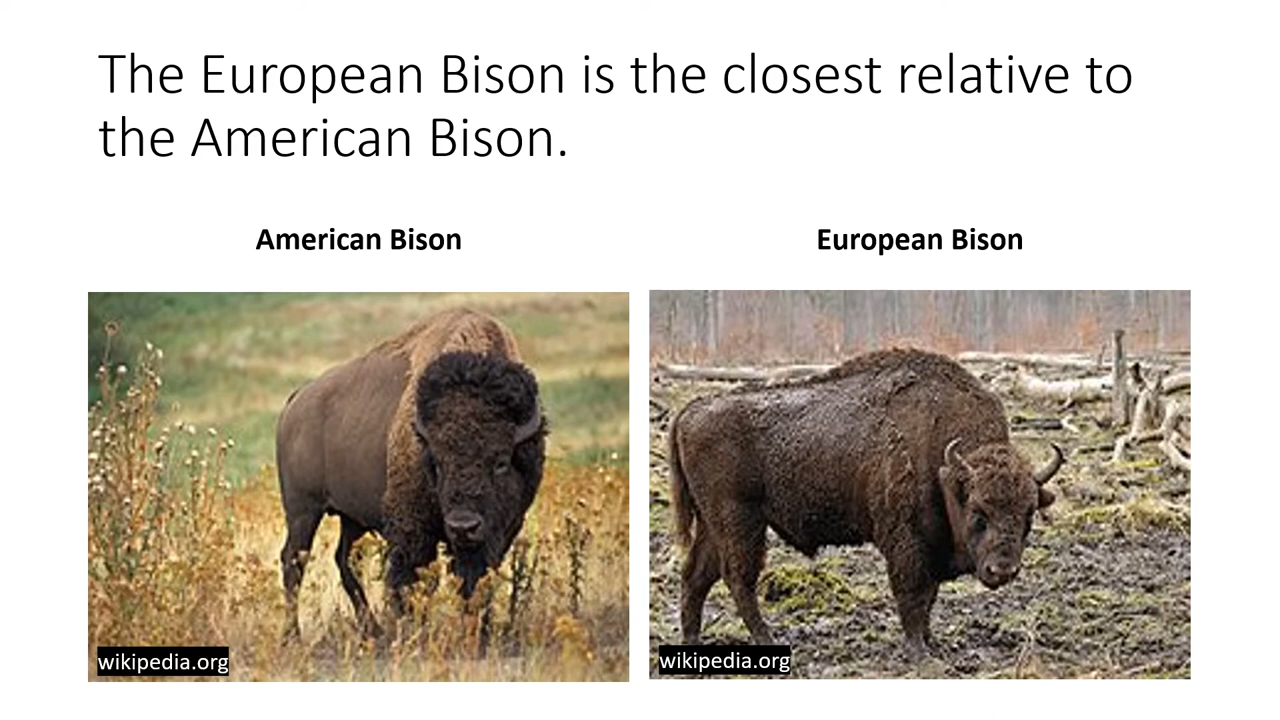 The European Bison is the closest relative to
the American Bison.
American Bison
European Bison
wikipedia.org
wikipedia.org